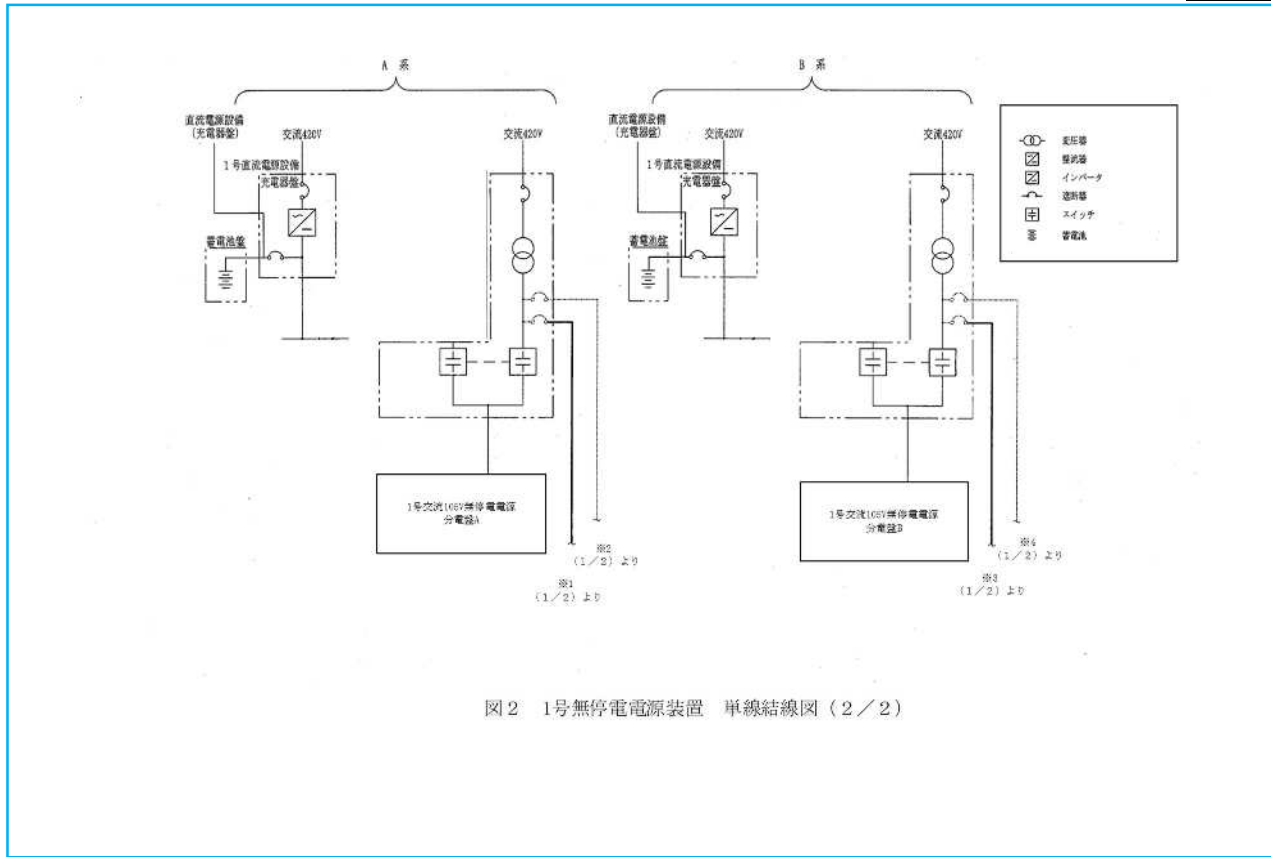 A 系
直流電源設備
(充電器盤)
交流420V
1号直流電源設備
充電器盤
蓄電池盤
交流420V
1号交流105V無停電電源
分電盤A
※2
(1/2) より
※1
(1/2) より
B 系
直流電源設備
(充電器盤)
交流420V
1号直流電源設備
充電器盤
蓄電池盤
交流420V
1号交流105V無停電電源
分電盤B
※4
(1/2) より
※3
(1/2) より
変圧器
整流器
インバータ
遮断器
スイッチ
蓄電池
図2 1号無停電電源装置 単線結線図(2/2)